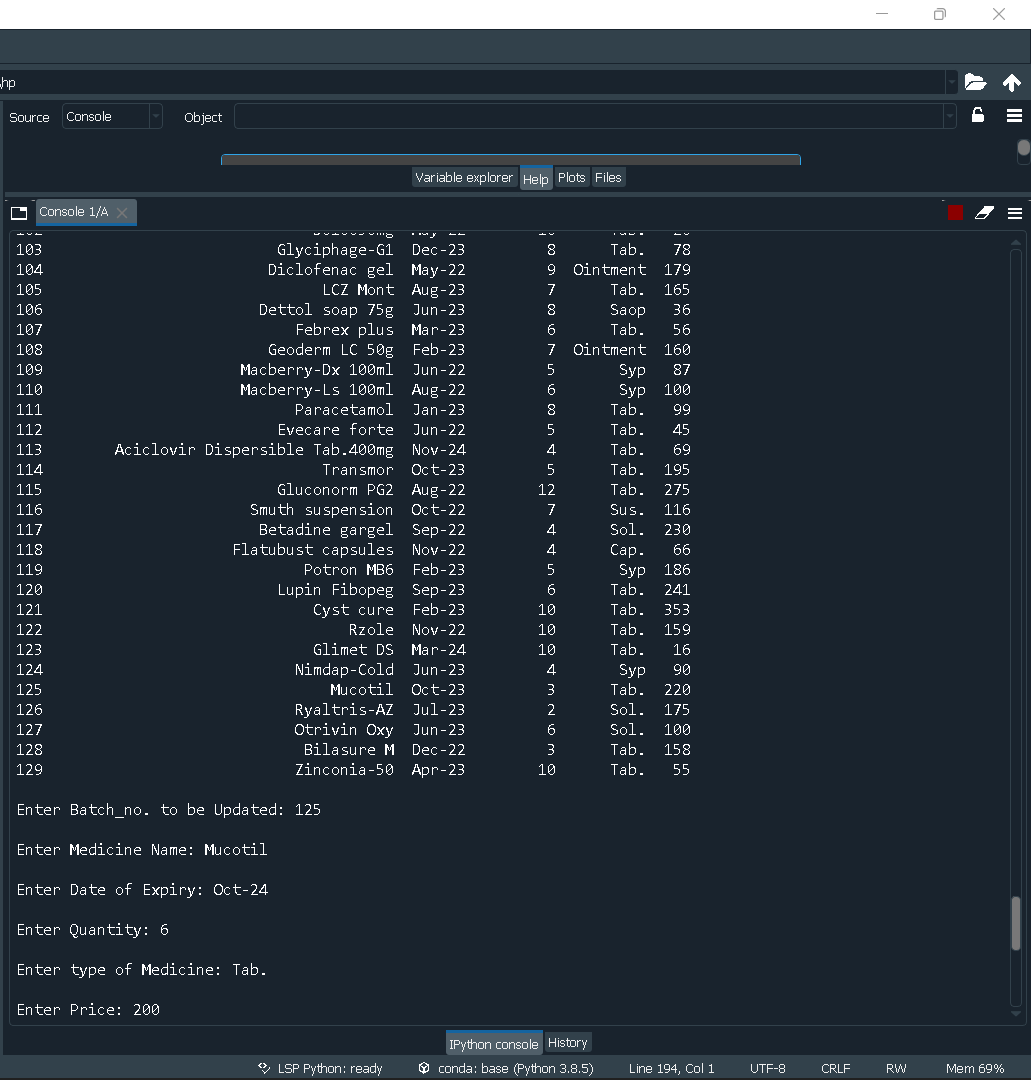 \hp
Source Console Object
Variable explorer Help Plots Files
Console 1/A
103 Glyciphage-G1 Dec-23 8 Tab. 78
104 Diclofenac gel May-22 9 Ointment 179
105 LCZ Mont Aug-23 7 Tab. 165
106 Dettol soap 75g Jun-23 8 Saop 36
107 Febrex plus Mar-23 6 Tab. 56
108 Geoderm LC 50g Feb-23 7 Ointment 160
109 Macberry-Dx 100ml Jun-22 5 Syp 87
110 Macberry-Ls 100ml Aug-22 6 Syp 100
111 Paracetamol Jan-23 8 Tab. 99
112 Evecare forte Jun-22 5 Tab. 45
113 Aciclovir Dispersible Tab.400mg Nov-24 4 Tab. 69
114 Transmor Oct-23 5 Tab. 195
115 Gluconorm PG2 Aug-22 12 Tab. 275
116 Smuth suspension Oct-22 7 Sus. 116
117 Betadine gargel Sep-22 4 Sol. 230
118 Flatubust capsules Nov-22 4 Cap. 66
119 Potron MB6 Feb-23 5 Syp 186
120 Lupin Fibopeg Sep-23 6 Tab. 241
121 Cyst cure Feb-23 10 Tab. 353
122 Rzole Nov-22 10 Tab. 159
123 Glimet DS Mar-24 10 Tab. 16
124 Nimdap-Cold Jun-23 4 Syp 90
125 Mucotil Oct-23 3 Tab. 220
126 Ryaltris-AZ Jul-23 2 Sol. 175
127 Otrivin Oxy Jun-23 6 Sol. 100
128 Bilasure M Dec-22 3 Tab. 158
129 Zinconia-50 Apr-23 10 Tab. 55
Enter Batch_no. to be Updated: 125
Enter Medicine Name: Mucotil
Enter Date of Expiry: Oct-24
Enter Quantity: 6
Enter type of Medicine: Tab.
Enter Price: 200
IPython console History
LSP Python: ready conda: base (Python 3.8.5) Line 194, Col 1 UTF-8 CRLF RW Mem 69%